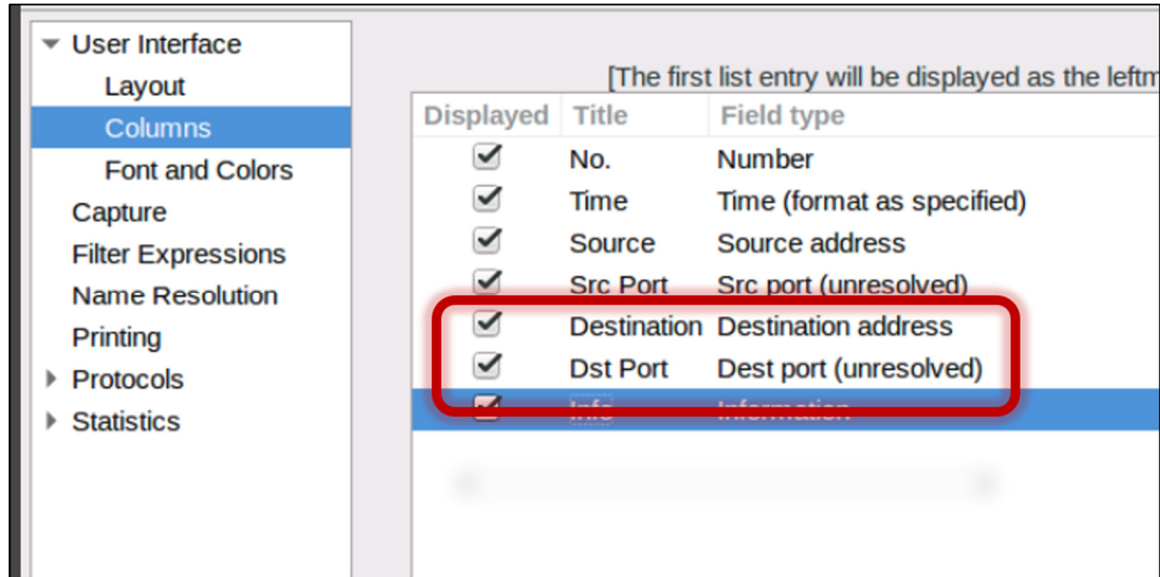 User Interface
Layout
Columns
Font and Colors
Capture
Filter Expressions
Name Resolution
Printing
Protocols
Statistics
[The first list entry will be displayed as the leftm
Displayed Title Field type
No. Number
Time Time (format as specified)
Source Source address
Src Port Src port (unresolved)
Destination Destination address
Dst Port Dest port (unresolved)
Info Information